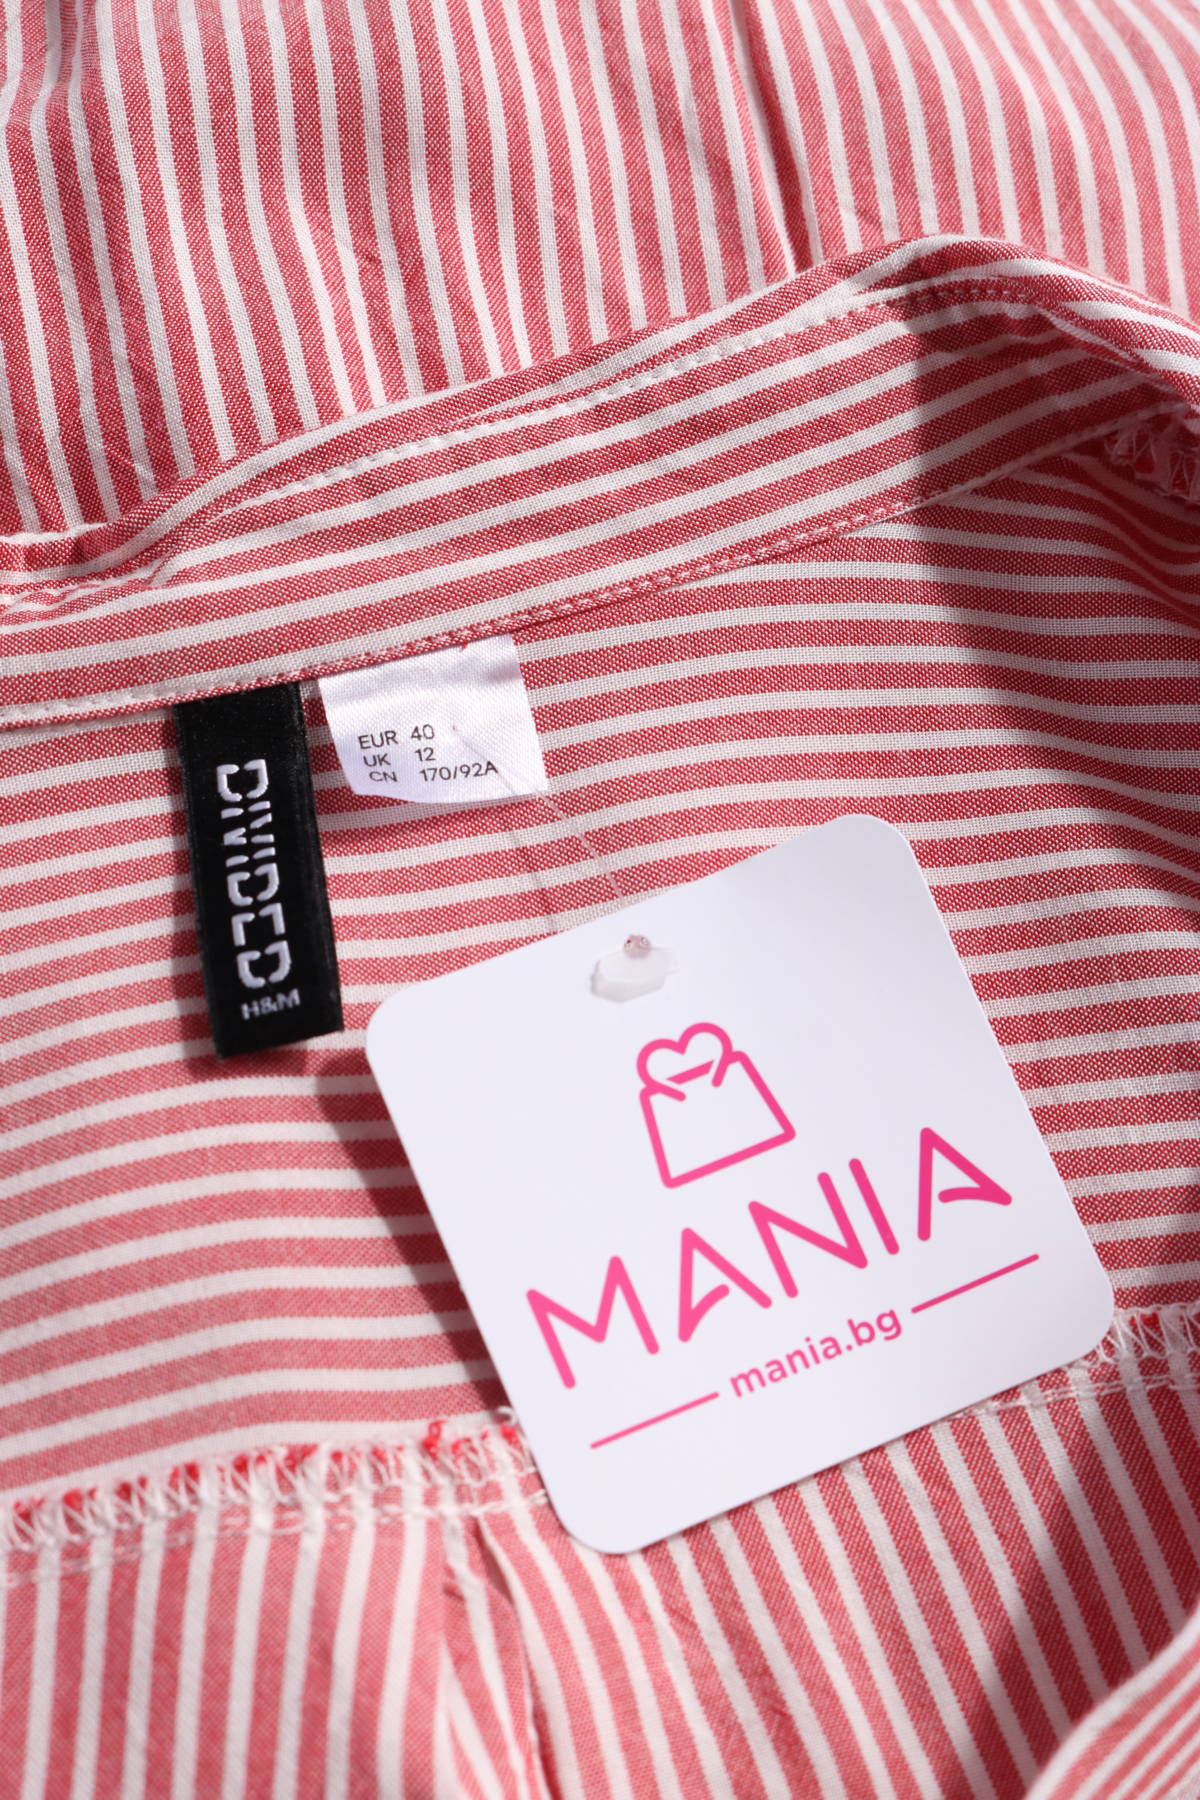 EUR 40
UK 12
CN 170/92A
DIVIDED
H&M
MANIA
mania.bg